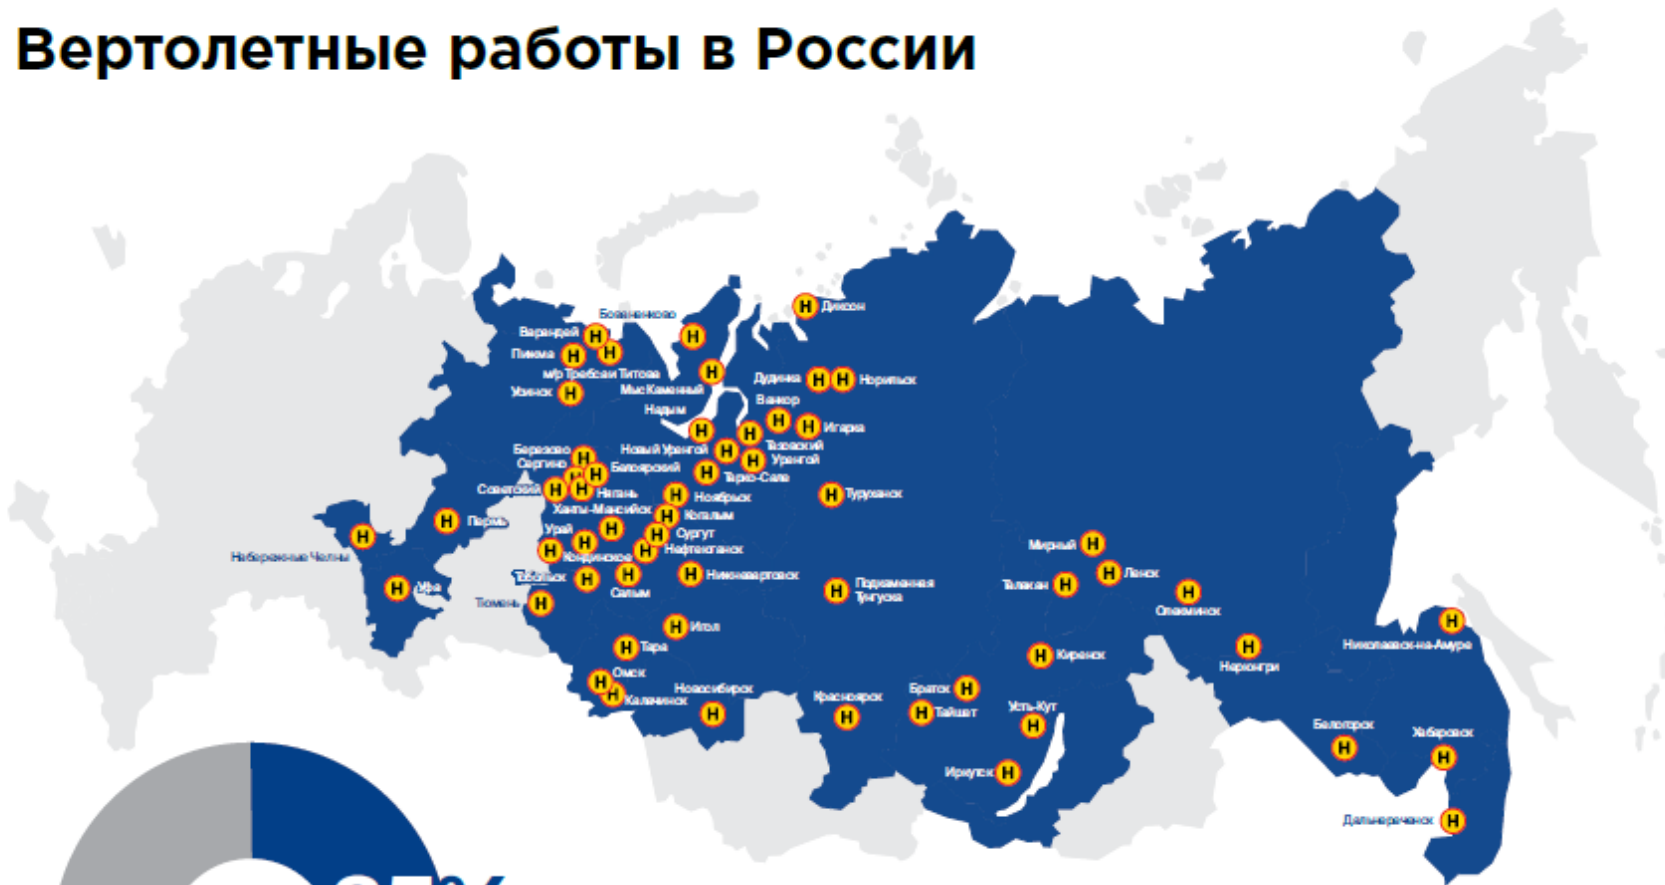 Вертолетные работы в России
Диксон
Бованенково
Варандей
Пижма
м/р Требса и Титова
Дудинка
Норильск
Усинск
Мыс Каменный
Ванкор
Надым
Игарка
Тазовский
Березово
Новый Уренгой
Уренгой
Сергино
Белоярский
Тарко-Сале
Советский
Нягань
Ноябрьск
Туруханск
Ханты-Мансийск
Когалым
Пермь
Урай
Сургут
Мирный
Набережные Челны
Кондинское
Нефтеюганск
Тобольск
Нижневартовск
Ленск
Талакан
Подкаменная
Тунгуска
Уфа
Салым
Тюмень
Олекминск
Игол
Тара
Николаевск-на-Амуре
Киренск
Нерюнгри
Омск
Новосибирск
Братск
Калачинск
Красноярск
Тайшет
Усть-Кут
Белогорск
Хабаровск
Иркутск
Дальнереченск